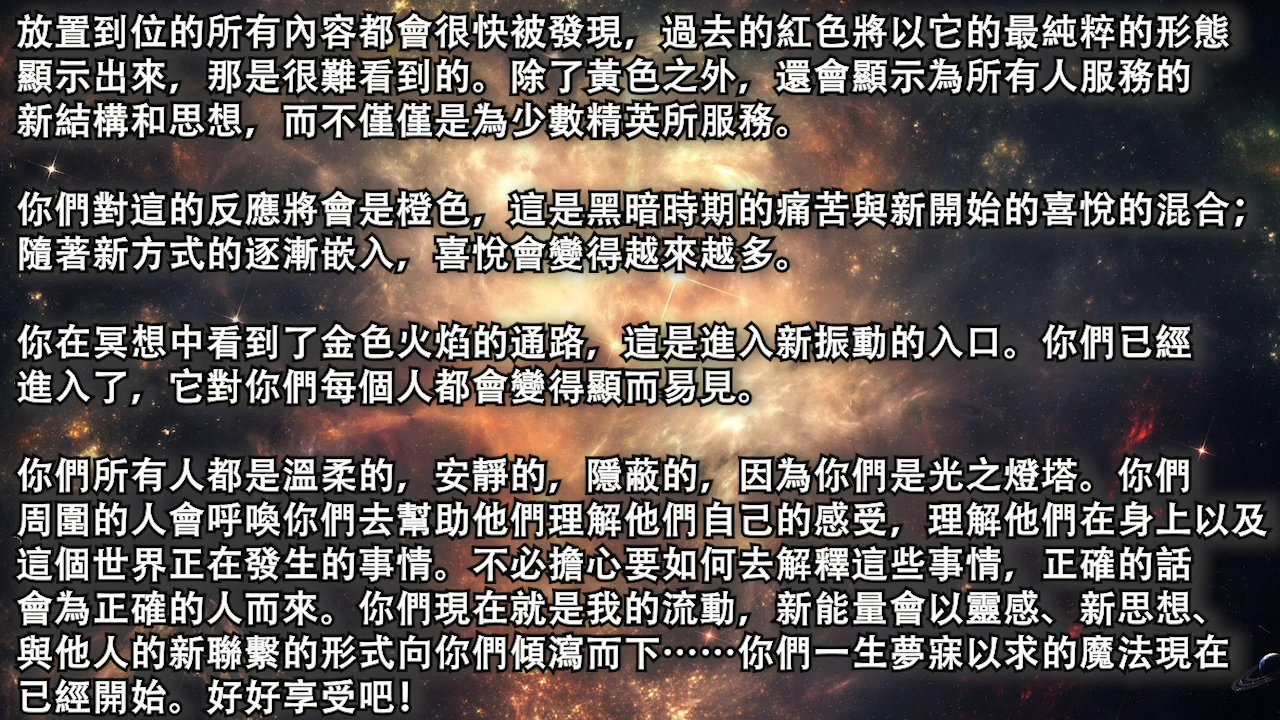 放置到位的所有內容都會很快被發現，過去的紅色將以它的最純粹的形態
顯示出來，那是很難看到的。除了黃色之外，還會顯示為所有人服務的
新結構和思想，而不僅僅是為少數精英所服務。
你們對這的反應將會是橙色，這是黑暗時期的痛苦與新開始的喜悅的混合；
隨著新方式的逐漸嵌入，喜悅會變得越來越多。
你在冥想中看到了金色火焰的通路，這是進入新振動的入口。你們已經
進入了，它對你們每個人都會變得顯而易見。
你們所有人都是溫柔的，安靜的，隱蔽的，因為你們是光之燈塔。你們
周圍的人會呼喚你們去幫助他們理解他們自己的感受，理解他們在身上以及
這個世界正在發生的事情。不必擔心要如何去解釋這些事情，正確的話
會為正確的人而來。你們現在就是我的流動，新能量會以靈感、新思想、
與他人的新聯繫的形式向你們傾瀉而下⋯⋯你們一生夢寐以求的魔法現在
已經開始。好好享受吧！